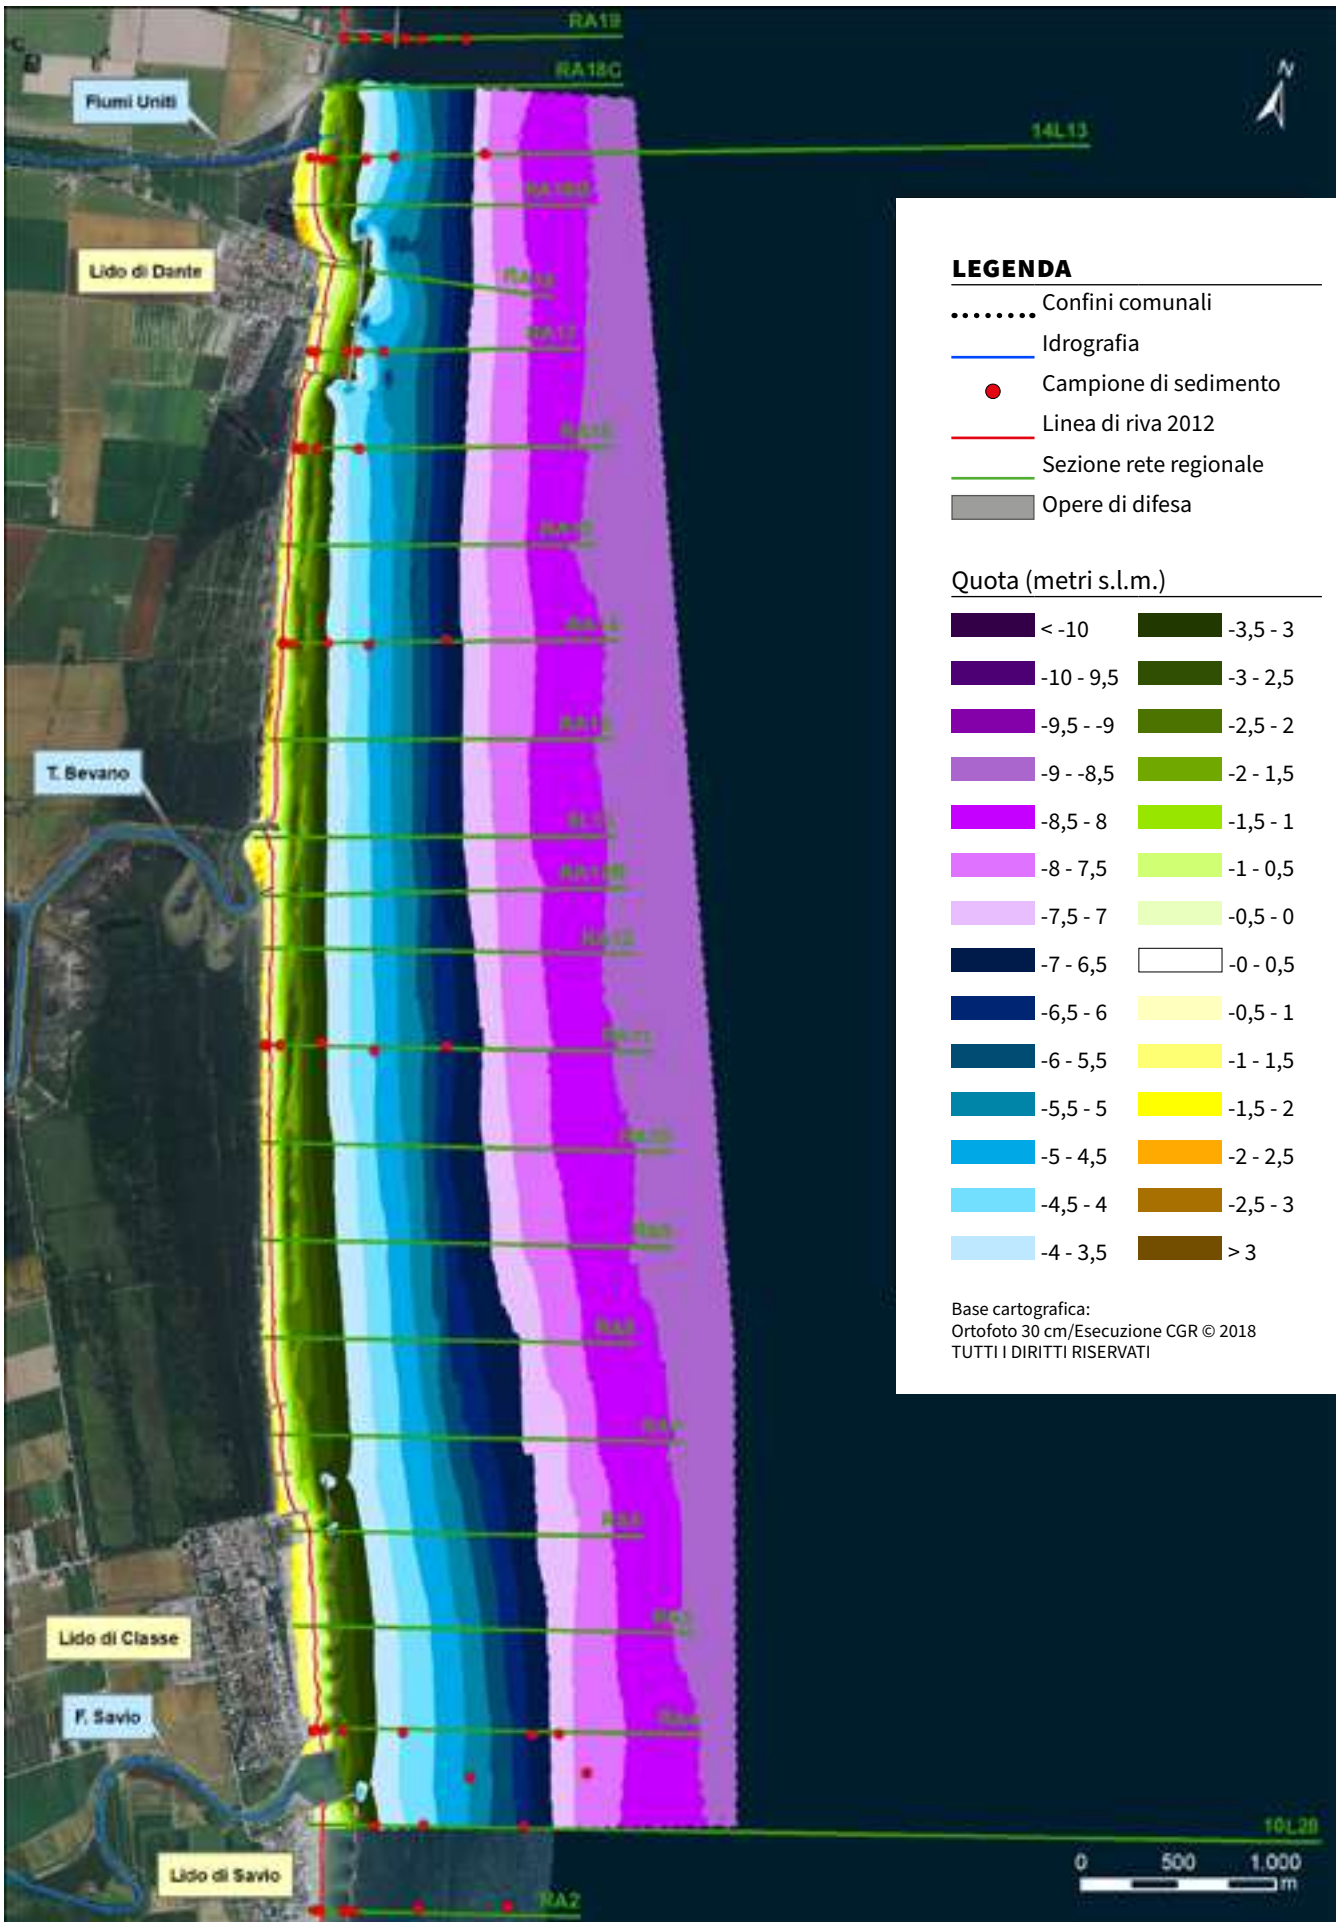 RA19
RA18C
N
Fiumi Uniti
14L13
Lido di Dante
T. Bevano
Lido di Classe
F. Savio
Lido di Savio
10L28
RA2
0 500 1.000
m
LEGENDA
Confini comunali
Idrografia
Campione di sedimento
Linea di riva 2012
Sezione rete regionale
Opere di difesa
Quota (metri s.l.m.)
< -10
-10 - 9,5
-9,5 - -9
-9 - -8,5
-8,5 - 8
-8 - 7,5
-7,5 - 7
-7 - 6,5
-6,5 - 6
-6 - 5,5
-5,5 - 5
-5 - 4,5
-4,5 - 4
-4 - 3,5
-3,5 - 3
-3 - 2,5
-2,5 - 2
-2 - 1,5
-1,5 - 1
-1 - 0,5
-0,5 - 0
-0 - 0,5
-0,5 - 1
-1 - 1,5
-1,5 - 2
-2 - 2,5
-2,5 - 3
> 3
Base cartografica:
Ortofoto 30 cm/Esecuzione CGR © 2018
TUTTI I DIRITTI RISERVATI